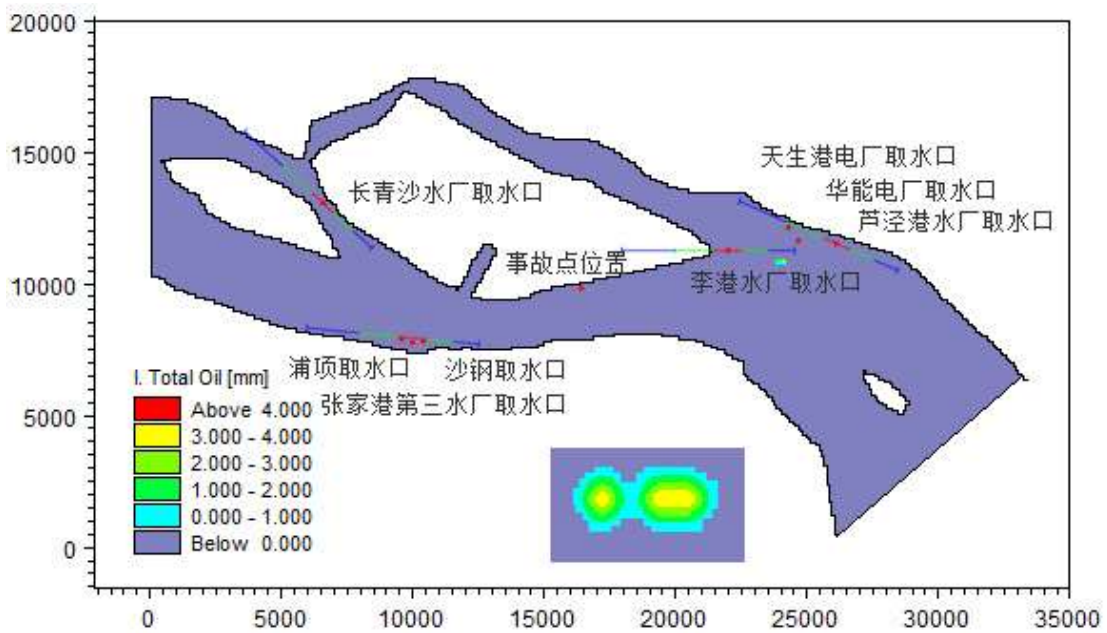 20000
15000
10000
5000
0
天生港电厂取水口
华能电厂取水口
芦泾港水厂取水口
长青沙水厂取水口
事故点位置
李港水厂取水口
浦项取水口
沙钢取水口
张家港第三水厂取水口
I. Total Oil [mm]
Above 4.000
3.000 - 4.000
2.000 - 3.000
1.000 - 2.000
0.000 - 1.000
Below 0.000
0 5000 10000 15000 20000 25000 30000 35000